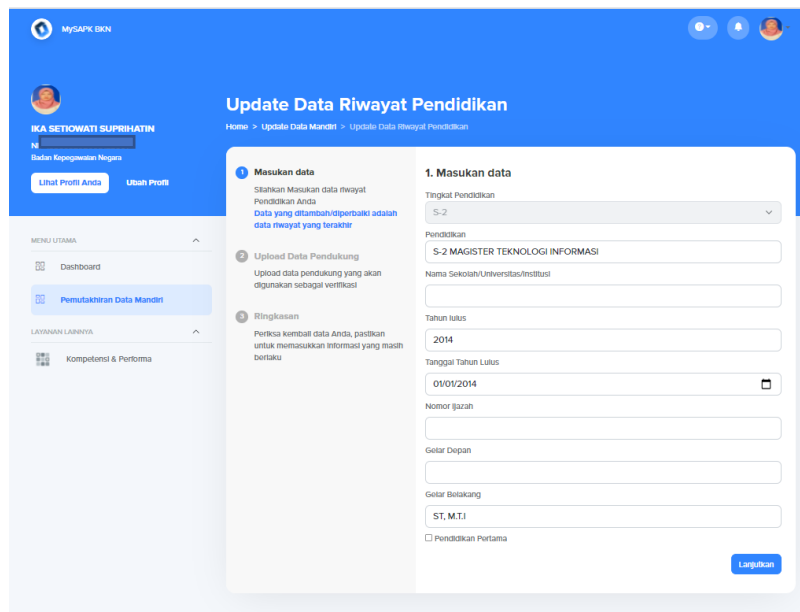 MySAPK BKN
IKA SETIOWATI SUPRIHATIN
Badan Kepegawaian Negara
Lihat Profil Anda
Ubah Profil
MENU UTAMA
Dashboard
Pemutakhiran Data Mandiri
LAYANAN LAINNYA
Kompetensi & Performa
Update Data Riwayat Pendidikan
Home > Update Data Mandiri > Update Data Riwayat Pendidikan
1 Masukan data
Silahkan Masukan data riwayat
Pendidikan Anda
Data yang ditambah/diperbaiki adalah
data riwayat yang terakhir
2 Upload Data Pendukung
Upload data pendukung yang akan
digunakan sebagai verifikasi
3 Ringkasan
Periksa kembali data Anda, pastikan
untuk memasukkan informasi yang masih
berlaku
1. Masukan data
Tingkat Pendidikan
S-2
Pendidikan
S-2 MAGISTER TEKNOLOGI INFORMASI
Nama Sekolah/Universitas/Institusi
Tahun lulus
2014
Tanggal Tahun Lulus
01/01/2014
Nomor Ijazah
Gelar Depan
Gelar Belakang
ST, M.T.I
Pendidikan Pertama
Lanjutkan